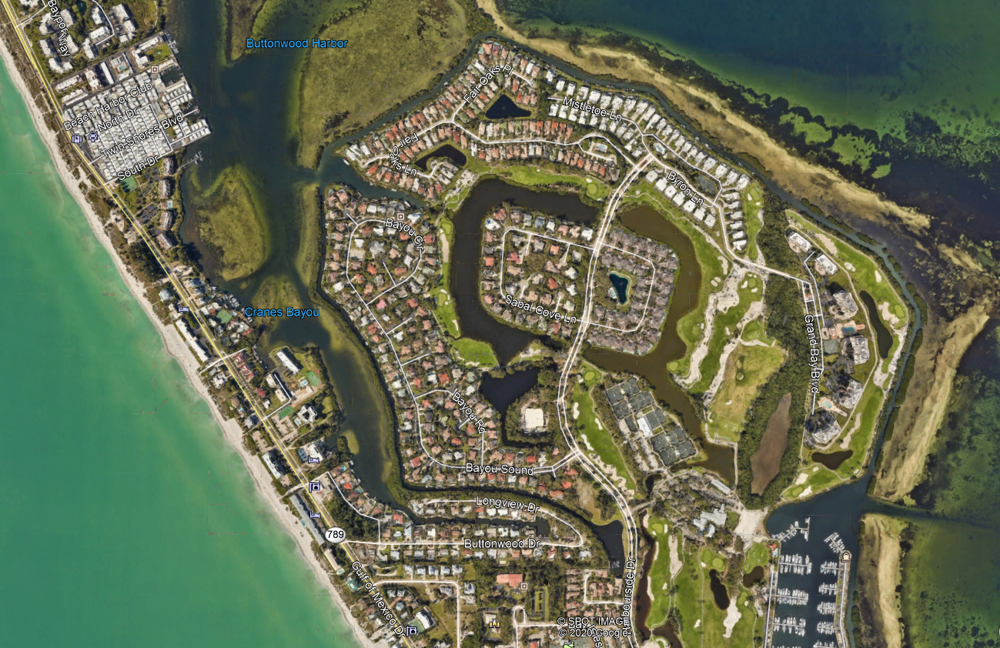 Bayport Way
Buttonwood Harbor
Fair Oaks Pl
Mistletoe Ln
Beach Harbor Club
North Dr
Twin Shores Blvd
South Dr
Fair Oaks Ln
Byron Ln
Bayou Cir
Sabal Cove Ln
Cranes Bayou
Grand Bay Blvd
Bayou Rd
Bayou Sound
Longview Dr
789
Buttonwood Dr
Gulf of Mexico Dr
Harbourside Dr
© SPOT IMAGE
© 2020 Google